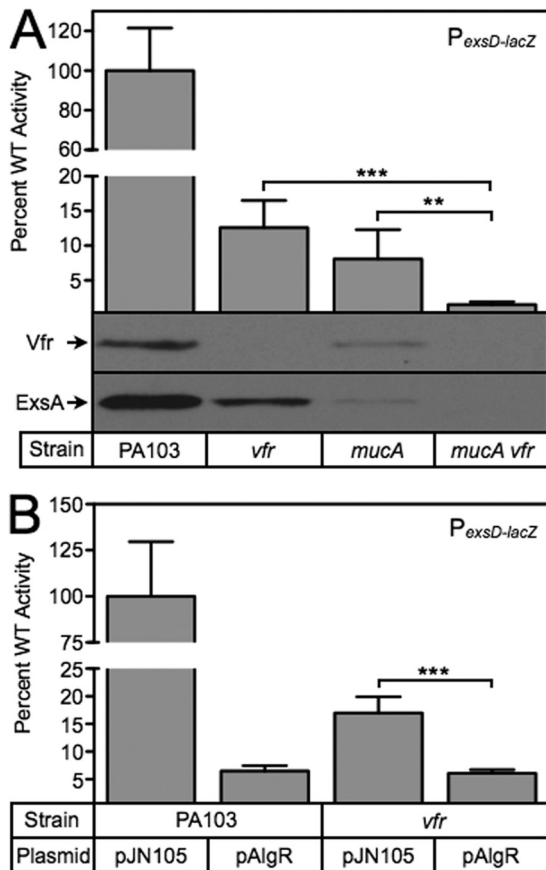 A
120
100
80
60
20
15
10
5
Percent WT Activity
P exsD-lacZ
***
**
Vfr
ExsA
Strain PA103 vfr mucA mucA vfr
B
150
125
100
75
25
20
15
10
5
Percent WT Activity
P exsD-lacZ
***
Strain PA103 vfr
Plasmid pJN105 pAlgR pJN105 pAlgR